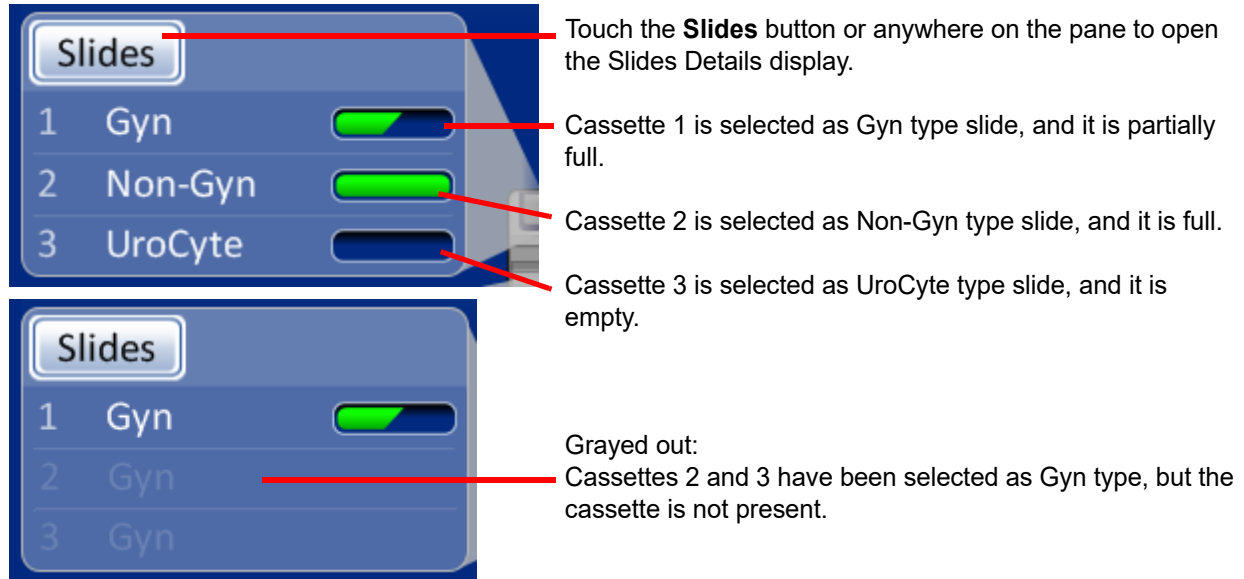 Slides
1 Gyn
2 Non-Gyn
3 UroCyte
Touch the Slides button or anywhere on the pane to open
the Slides Details display.
Cassette 1 is selected as Gyn type slide, and it is partially
full.
Cassette 2 is selected as Non-Gyn type slide, and it is full.
Cassette 3 is selected as UroCyte type slide, and it is
empty.
Slides
1 Gyn
2 Gyn
3 Gyn
Grayed out:
Cassettes 2 and 3 have been selected as Gyn type, but the
cassette is not present.